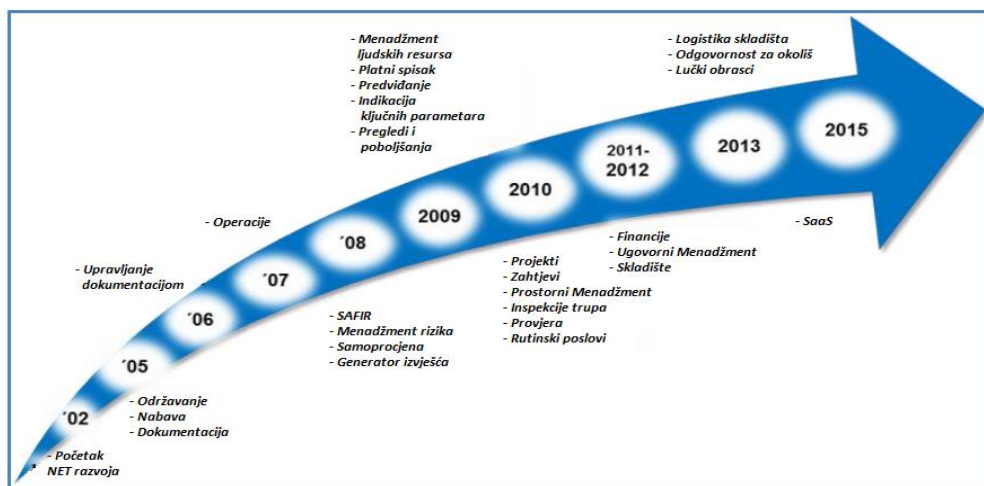 - Menadžment
ljudskih resursa
- Platni spisak
- Predviđanje
- Indikacija
ključnih parametara
- Pregledi i
poboljšanja
- Logistika skladišta
- Odgovornost za okoliš
- Lučki obrasci
2015
2013
2011-
2012
2010
2009
- Operacije
´08
- SaaS
- Financije
- Ugovorni Menadžment
- Skladište
- Upravljanje
dokumentacijom
´07
- Projekti
- Zahtjevi
- Prostorni Menadžment
- Inspekcije trupa
- Provjera
- Rutinski poslovi
´06
- SAFIR
- Menadžment rizika
- Samoprocjena
- Generator izvješća
´05
- Održavanje
- Nabava
- Dokumentacija
´02
- Početak
NET razvoja